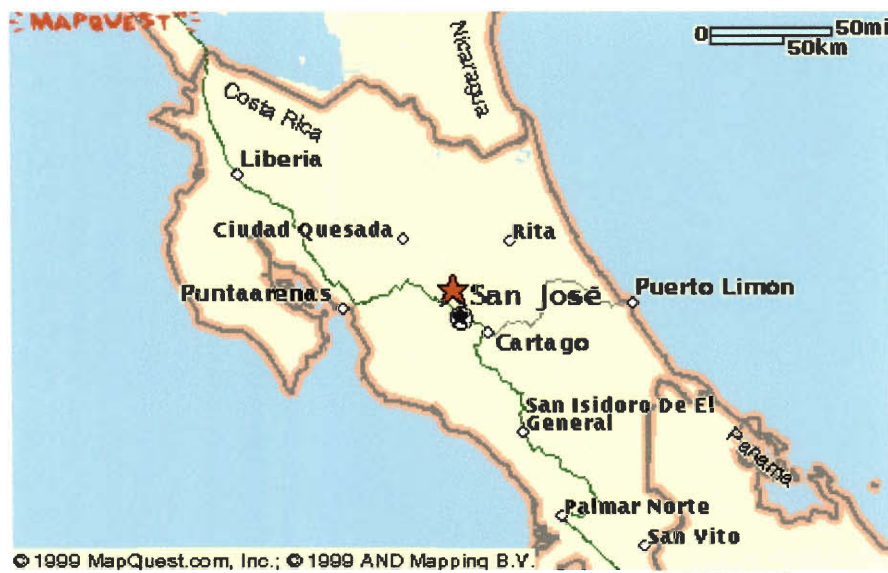 MAPQUEST
0 50mi
50km
Nicaragua
Costa Rica
Liberia
Ciudad Quesada
Rita
Puntaarenas
San José
Puerto Limón
Cartago
San Isidoro De El
General
Panama
Palmar Norte
San Vito
© 1999 MapQuest.com, Inc.; © 1999 AND Mapping B.V.